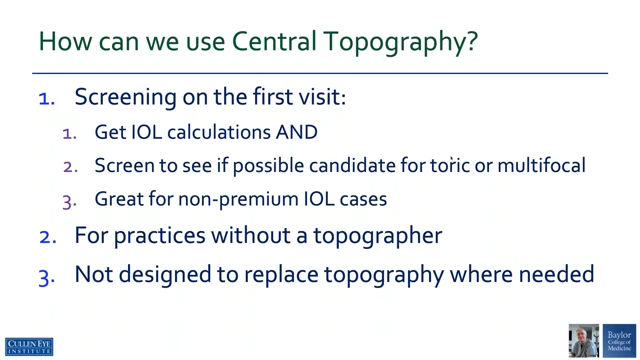 How can we use Central Topography?
1. Screening on the first visit:
1. Get IOL calculations AND
2. Screen to see if possible candidate for toric or multifocal
3. Great for non-premium IOL cases
2. For practices without a topographer
3. Not designed to replace topography where needed
CULLEN EYE
INSTITUTE
Baylor
College of
Medicine